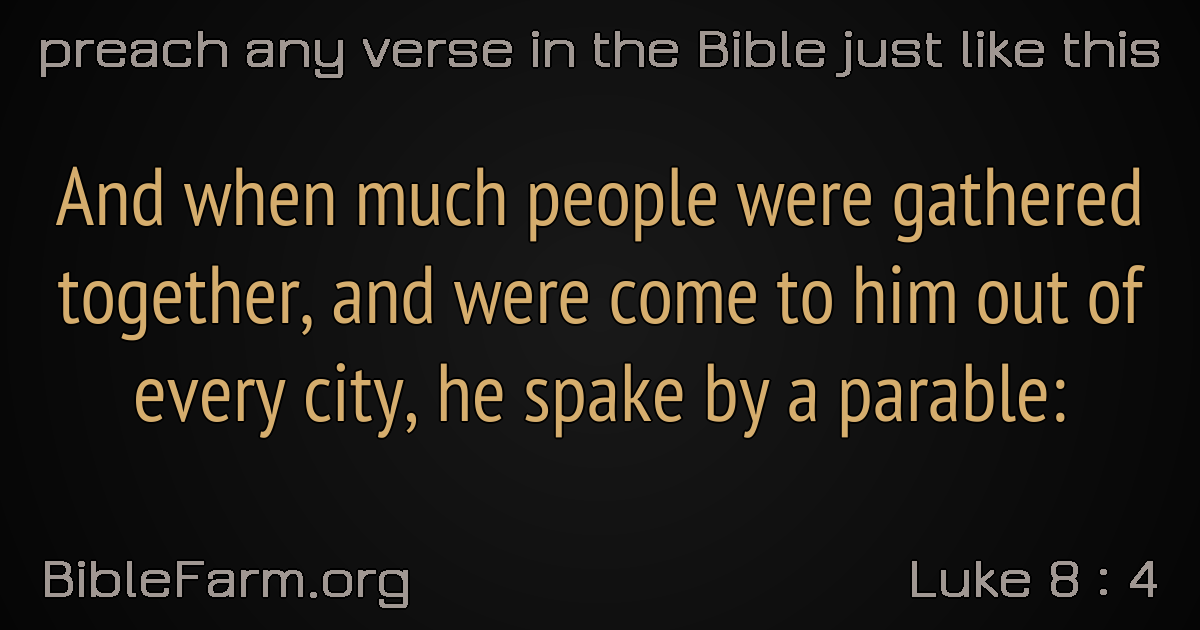 preach any verse in the Bible just like this
And when much people were gathered
together, and were come to him out of
every city, he spake by a parable:
BibleFarm.org
Luke 8 : 4